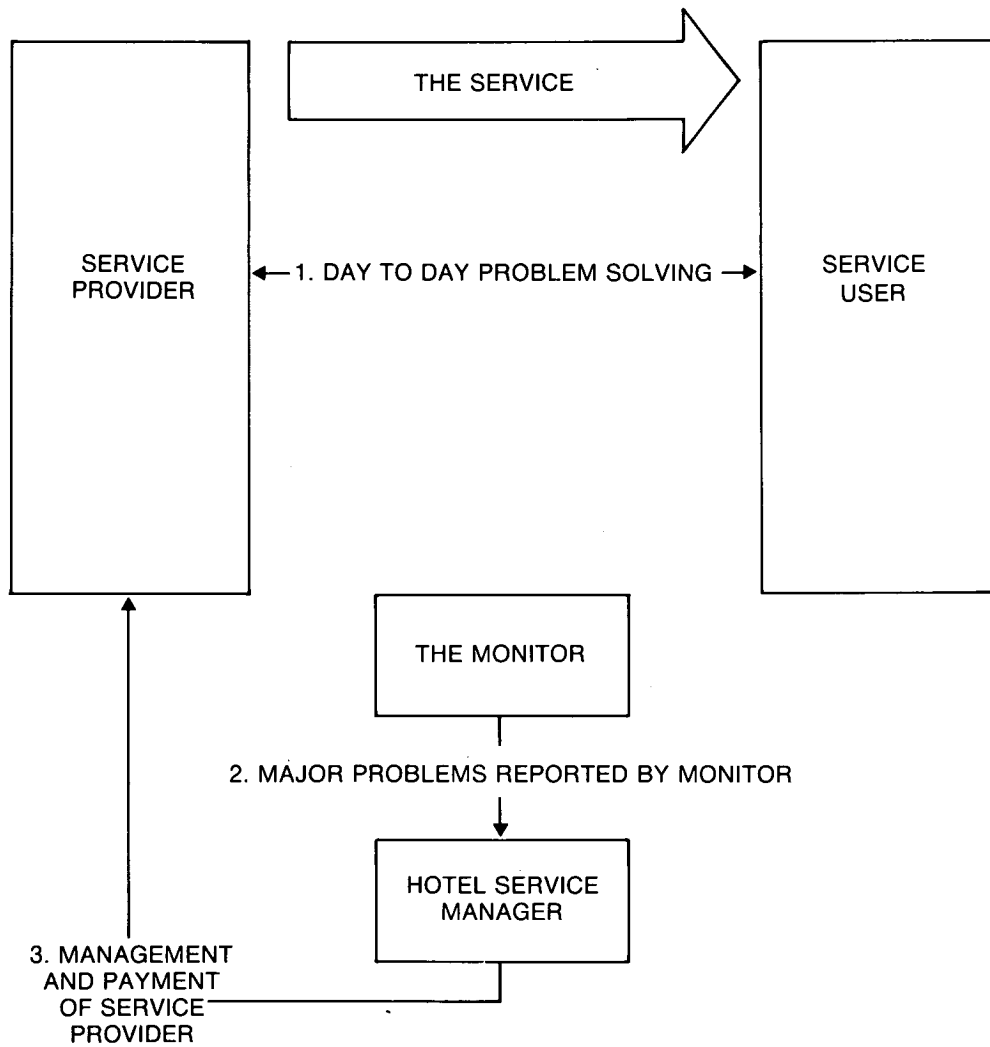 THE SERVICE
SERVICE
PROVIDER
1. DAY TO DAY PROBLEM SOLVING
SERVICE
USER
THE MONITOR
2. MAJOR PROBLEMS REPORTED BY MONITOR
HOTEL SERVICE
MANAGER
3. MANAGEMENT
AND PAYMENT
OF SERVICE
PROVIDER